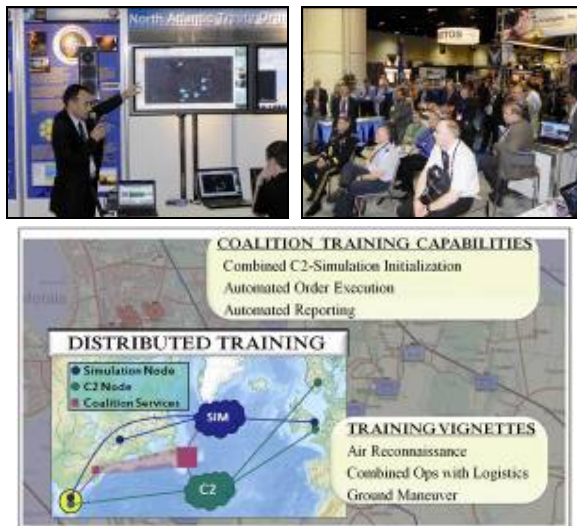 North Atlantic Treaty Orga
COALITION TRAINING CAPABILITIES
Combined C2-Simulation Initialization
Automated Order Execution
Automated Reporting
DISTRIBUTED TRAINING
Simulation Node
C2 Node
Coalition Services
SIM
C2
TRAINING VIGNETTES
Air Reconnaissance
Combined Ops with Logistics
Ground Maneuver